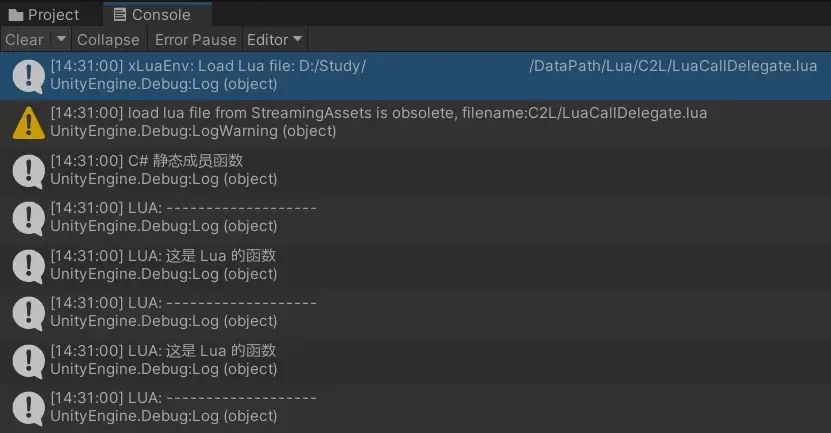 Project Console
Clear Collapse Error Pause Editor
[14:31:00] xLuaEnv: Load Lua file: D:/Study/ /DataPath/Lua/C2L/LuaCallDelegate.lua
UnityEngine.Debug:Log (object)
[14:31:00] load lua file from StreamingAssets is obsolete, filename:C2L/LuaCallDelegate.lua
UnityEngine.Debug:LogWarning (object)
[14:31:00] C# 静态成员函数
UnityEngine.Debug:Log (object)
[14:31:00] LUA: -------------------
UnityEngine.Debug:Log (object)
[14:31:00] LUA: 这是 Lua 的函数
UnityEngine.Debug:Log (object)
[14:31:00] LUA: -------------------
UnityEngine.Debug:Log (object)
[14:31:00] LUA: 这是 Lua 的函数
UnityEngine.Debug:Log (object)
[14:31:00] LUA: -------------------
UnityEngine.Debug:Log (object)